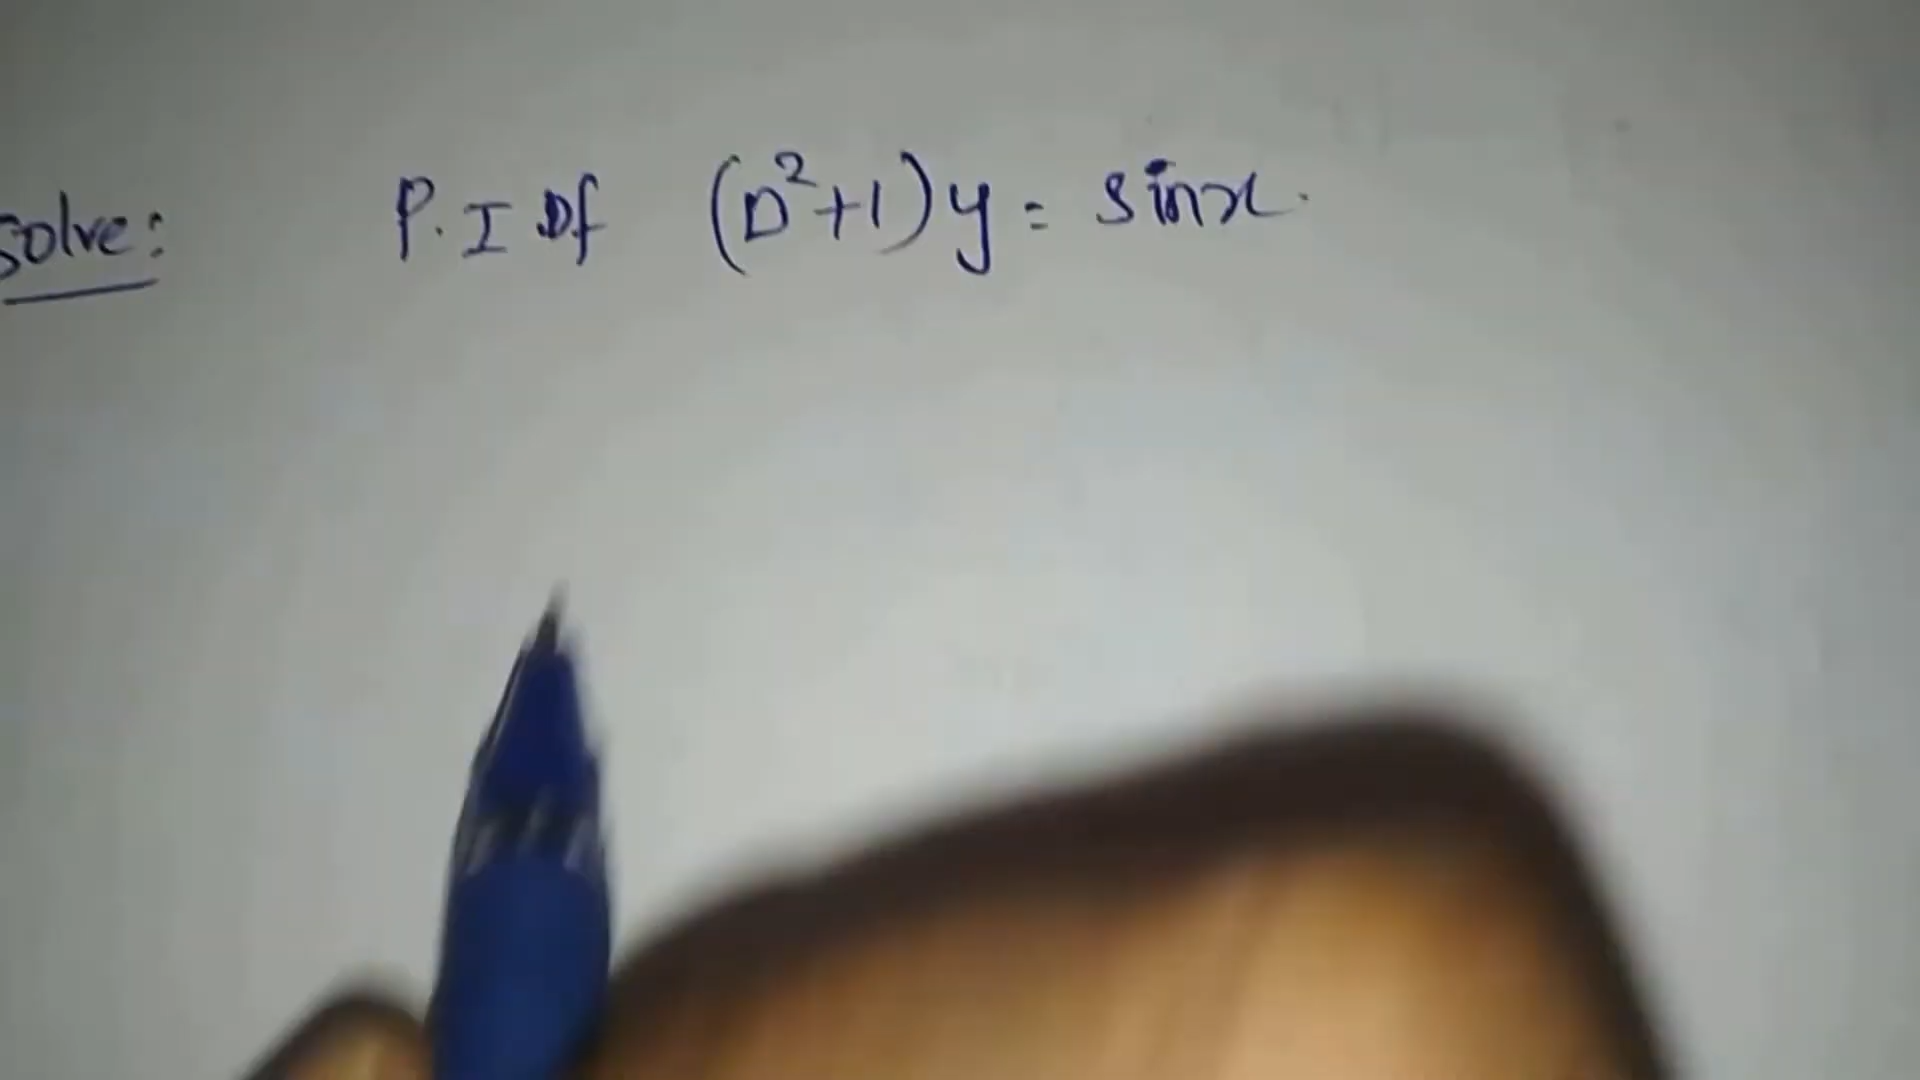 Solve: P.I Of (D²+1)y = sinx.